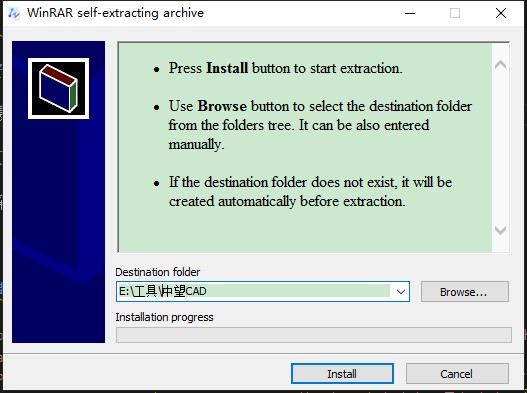 WinRAR self-extracting archive
Press Install button to start extraction.
Use Browse button to select the destination folder
from the folders tree. It can be also entered
manually.
If the destination folder does not exist, it will be
created automatically before extraction.
Destination folder
E:\工具\中望CAD
Browse...
Installation progress
Install
Cancel